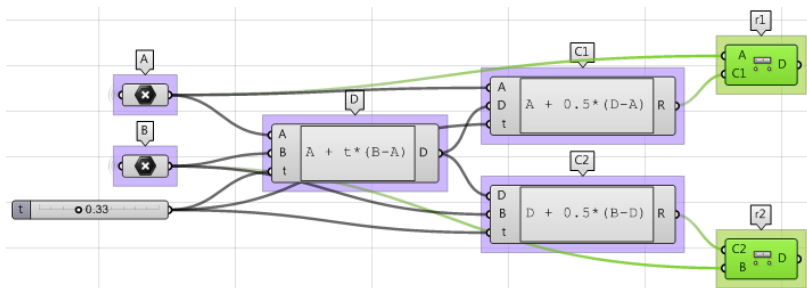 r1
C1
A
A
C1
D
D
A
D
t
A + 0.5*(D-A)
R
B
A
B
t
A + t*(B-A)
D
C2
t
0.33
D
B
t
D + 0.5*(B-D)
R
r2
C2
B
D